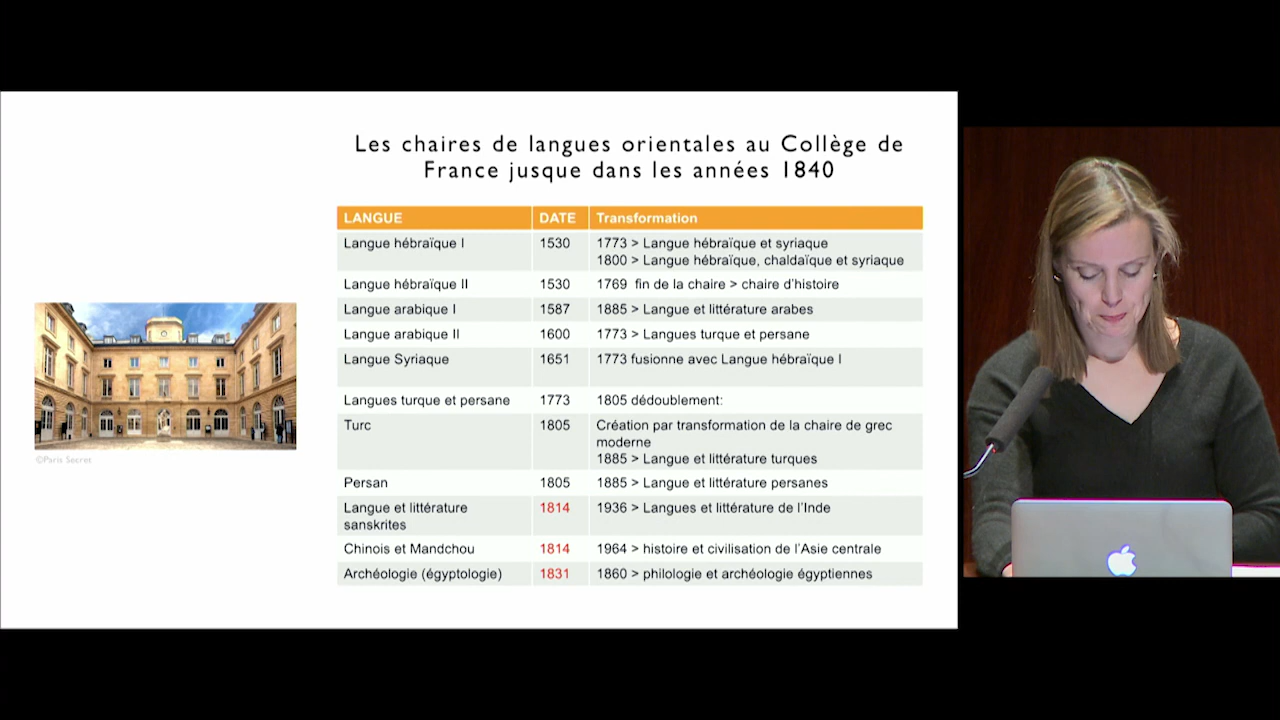 Les chaires de langues orientales au Collège de
France jusque dans les années 1840
LANGUE DATE Transformation
Langue hébraïque I 1530 1773 > Langue hébraïque et syriaque
1800 > Langue hébraïque, chaldaïque et syriaque
Langue hébraïque II 1530 1769 fin de la chaire > chaire d'histoire
Langue arabique I 1587 1885 > Langue et littérature arabes
Langue arabique II 1600 1773 > Langues turque et persane
Langue Syriaque 1651 1773 fusionne avec Langue hébraïque I
Langues turque et persane 1773 1805 dédoublement:
Turc 1805 Création par transformation de la chaire de grec
moderne
1885 > Langue et littérature turques
Persan 1805 1885 > Langue et littérature persanes
Langue et littérature 1814 1936 > Langues et littérature de l'Inde
sanskrites
Chinois et Mandchou 1814 1964 > histoire et civilisation de l'Asie centrale
Archéologie (égyptologie) 1831 1860 > philologie et archéologie égyptiennes
©Paris Secret